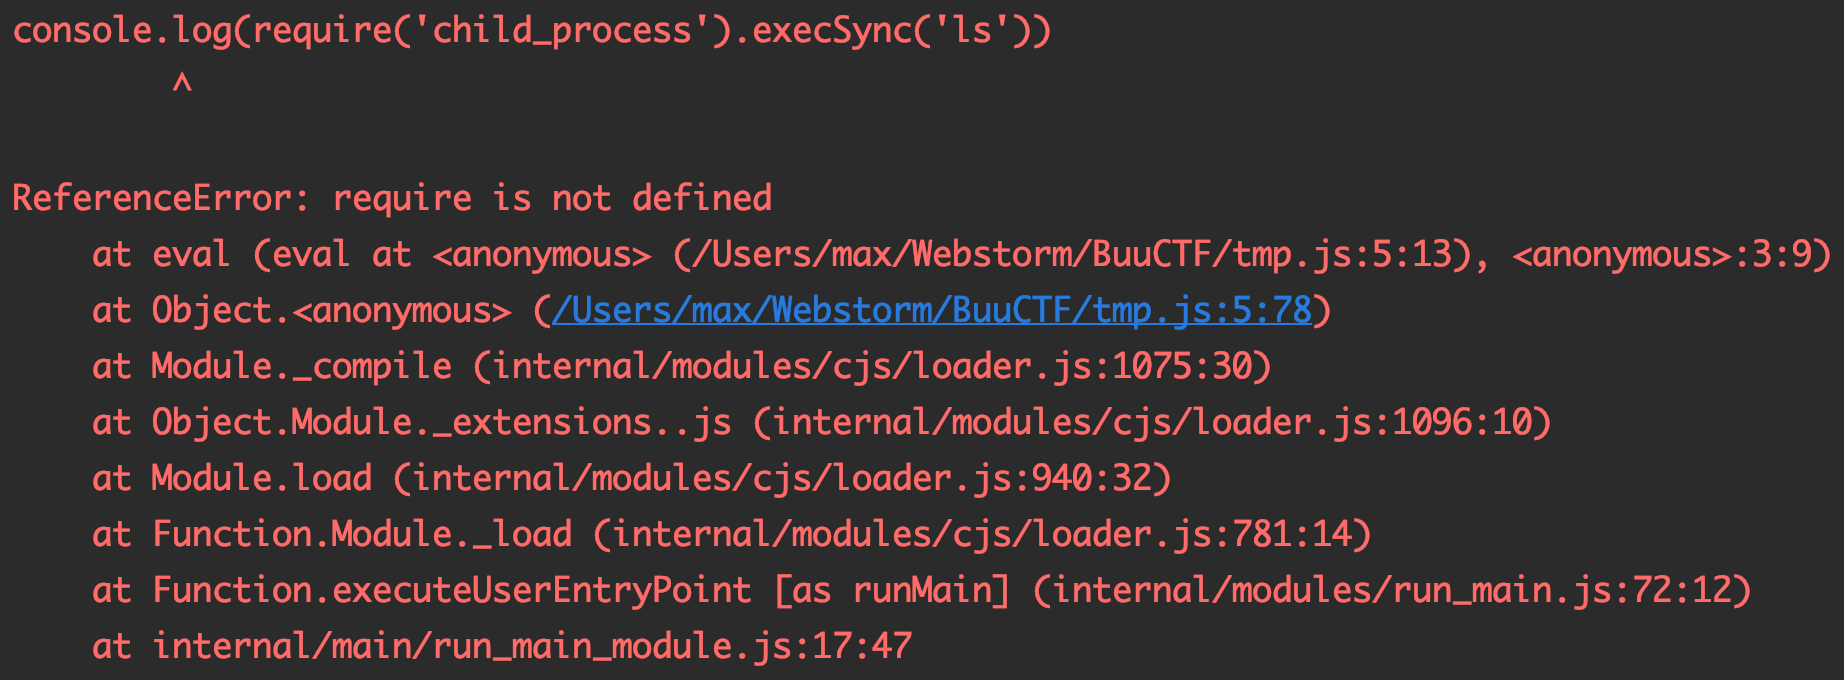 console.log(require('child_process').execSync('ls'))
^
ReferenceError: require is not defined
at eval (eval at <anonymous> (/Users/max/Webstorm/BuuCTF/tmp.js:5:13), <anonymous>:3:9)
at Object.<anonymous> (/Users/max/Webstorm/BuuCTF/tmp.js:5:78)
at Module._compile (internal/modules/cjs/loader.js:1075:30)
at Object.Module._extensions..js (internal/modules/cjs/loader.js:1096:10)
at Module.load (internal/modules/cjs/loader.js:940:32)
at Function.Module._load (internal/modules/cjs/loader.js:781:14)
at Function.executeUserEntryPoint [as runMain] (internal/modules/run_main.js:72:12)
at internal/main/run_main_module.js:17:47